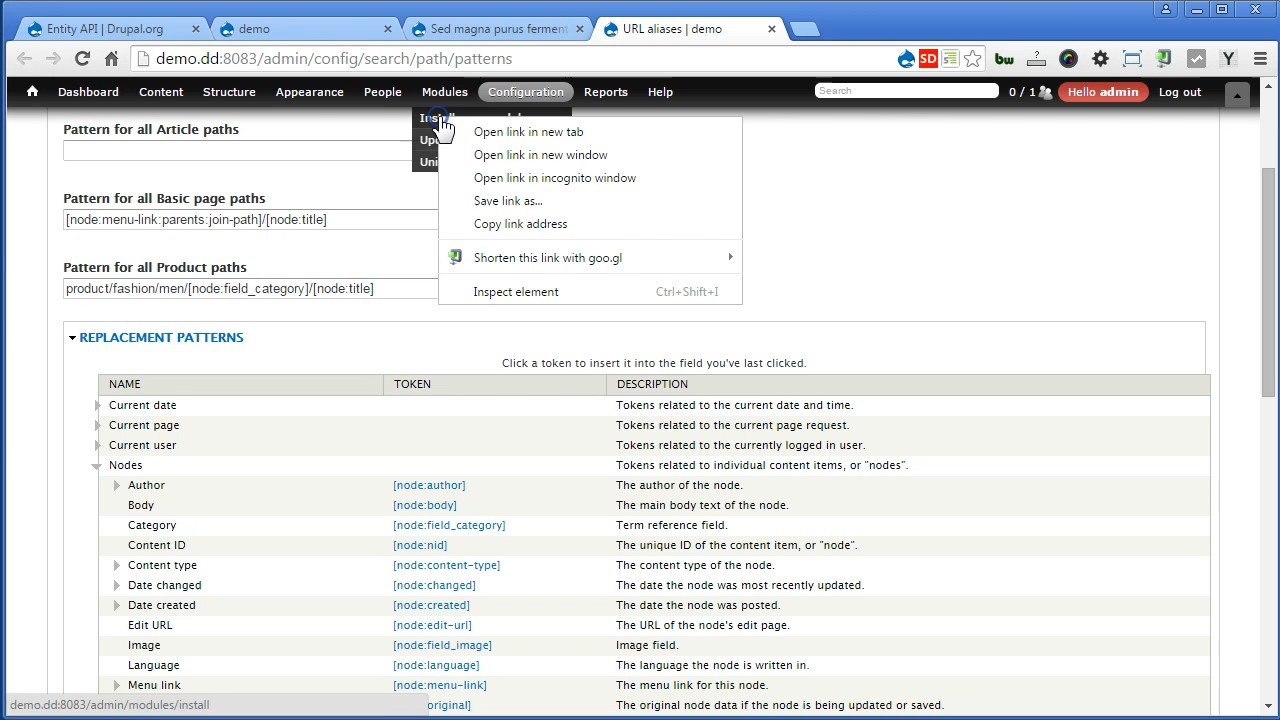 Entity API | Drupal.org
demo
Sed magna purus ferment
URL aliases | demo
demo.dd:8083/admin/config/search/path/patterns
SD
bw
Dashboard Content Structure Appearance People Modules Configuration Reports Help
Search
0 / 1
Hello admin
Log out
Pattern for all Article paths
Open link in new tab
Open link in new window
Open link in incognito window
Save link as...
Copy link address
Shorten this link with goo.gl
Inspect element Ctrl+Shift+I
Pattern for all Basic page paths
[node:menu-link:parents:join-path]/[node:title]
Pattern for all Product paths
product/fashion/men/[node:field_category]/[node:title]
REPLACEMENT PATTERNS
Click a token to insert it into the field you've last clicked.
NAME TOKEN DESCRIPTION
Current date Tokens related to the current date and time.
Current page Tokens related to the current page request.
Current user Tokens related to the currently logged in user.
Nodes Tokens related to individual content items, or "nodes".
Author [node:author] The author of the node.
Body [node:body] The main body text of the node.
Category [node:field_category] Term reference field.
Content ID [node:nid] The unique ID of the content item, or "node".
Content type [node:content-type] The content type of the node.
Date changed [node:changed] The date the node was most recently updated.
Date created [node:created] The date the node was posted.
Edit URL [node:edit-url] The URL of the node's edit page.
Image [node:field_image] Image field.
Language [node:language] The language the node is written in.
Menu link [node:menu-link] The menu link for this node.
original] The original node data if the node is being updated or saved.
demo.dd:8083/admin/modules/install